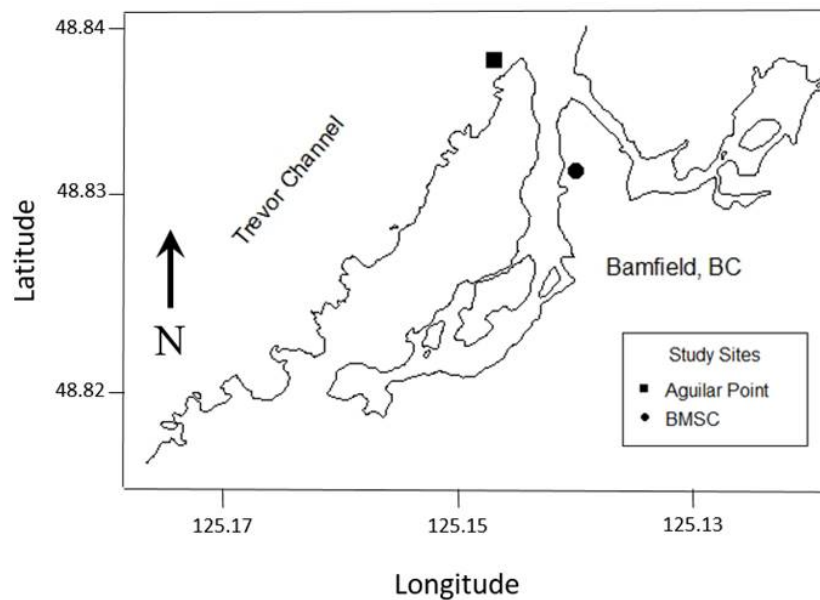 48.84
Trevor Channel
48.83
Latitude
Bamfield, BC
N
Study Sites
Aguilar Point
BMSC
48.82
125.17
125.15
125.13
Longitude